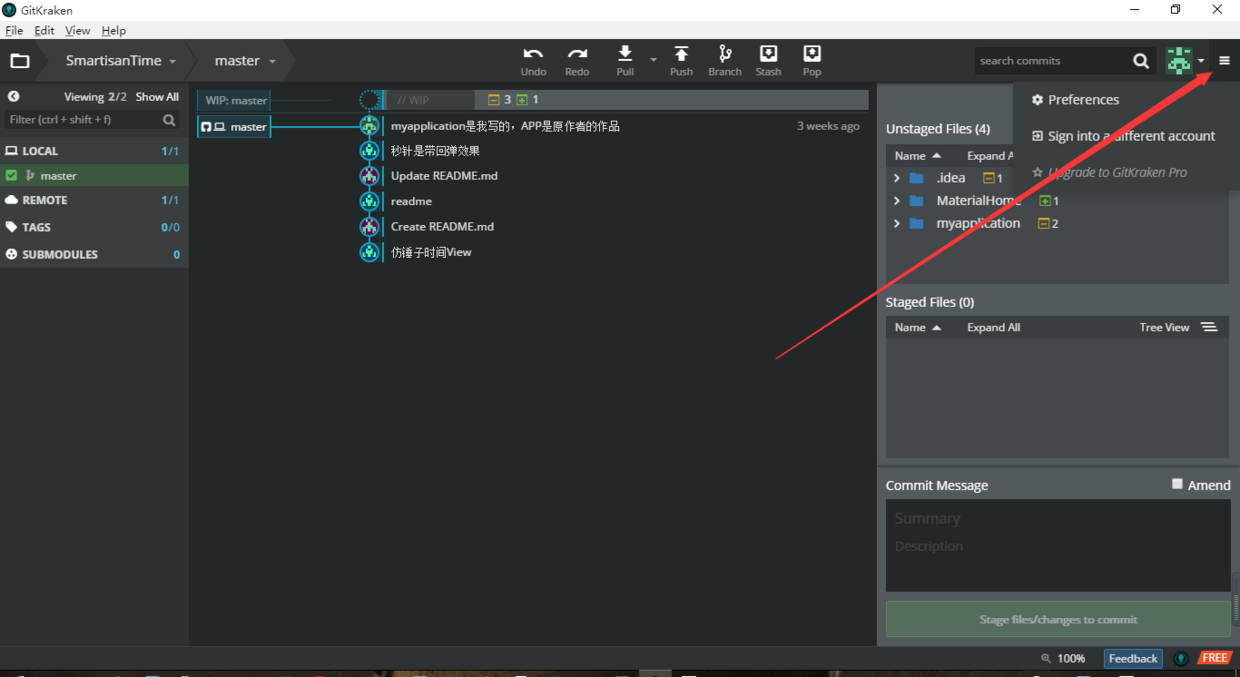 GitKraken
File Edit View Help
SmartisanTime master Undo Redo Pull Push Branch Stash Pop search commits
Viewing 2/2 Show All
Filter (ctrl + shift + f)
LOCAL 1/1
master
REMOTE 1/1
TAGS 0/0
SUBMODULES 0
WIP: master // WIP 3 1
master myapplication是我写的，APP是原作者的作品 3 weeks ago
秒针是带回弹效果
Update README.md
readme
Create README.md
仿锤子时间View
Preferences
Sign into a different account
Upgrade to GitKraken Pro
Unstaged Files (4)
Name Expand A
.idea 1
MaterialHome 1
myapplication 2
Staged Files (0)
Name Expand All Tree View
Commit Message Amend
Summary
Description
Stage files/changes to commit
100% Feedback FREE